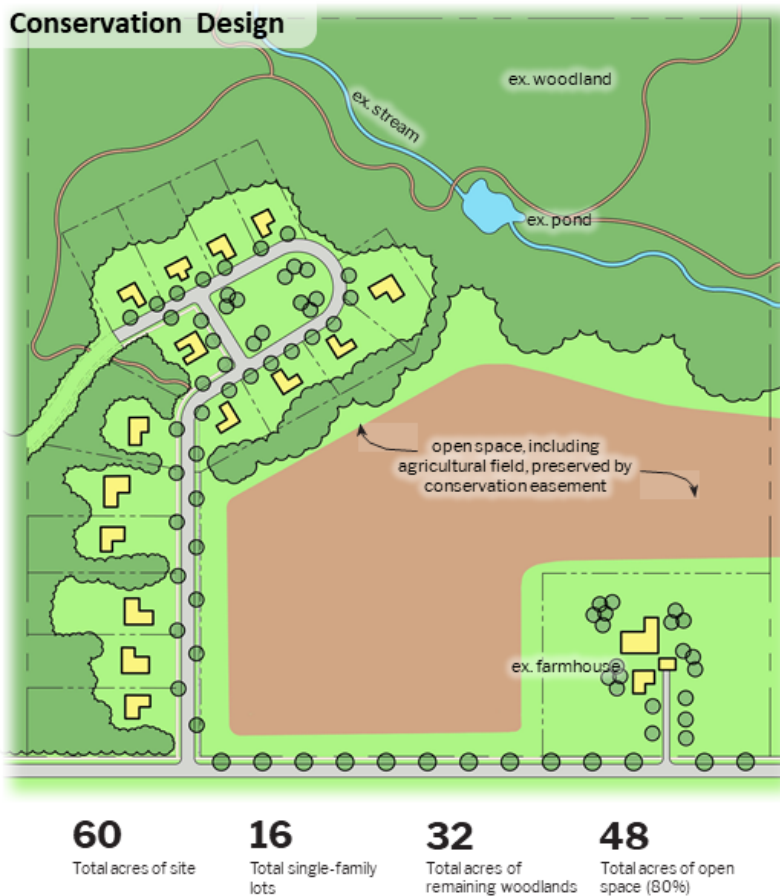 Conservation Design
ex. woodland
ex. stream
ex. pond
open space, including
agricultural field, preserved by
conservation easement
ex. farmhouse
60
Total acres of site
16
Total single-family
lots
32
Total acres of
remaining woodlands
48
Total acres of open
space (80%)